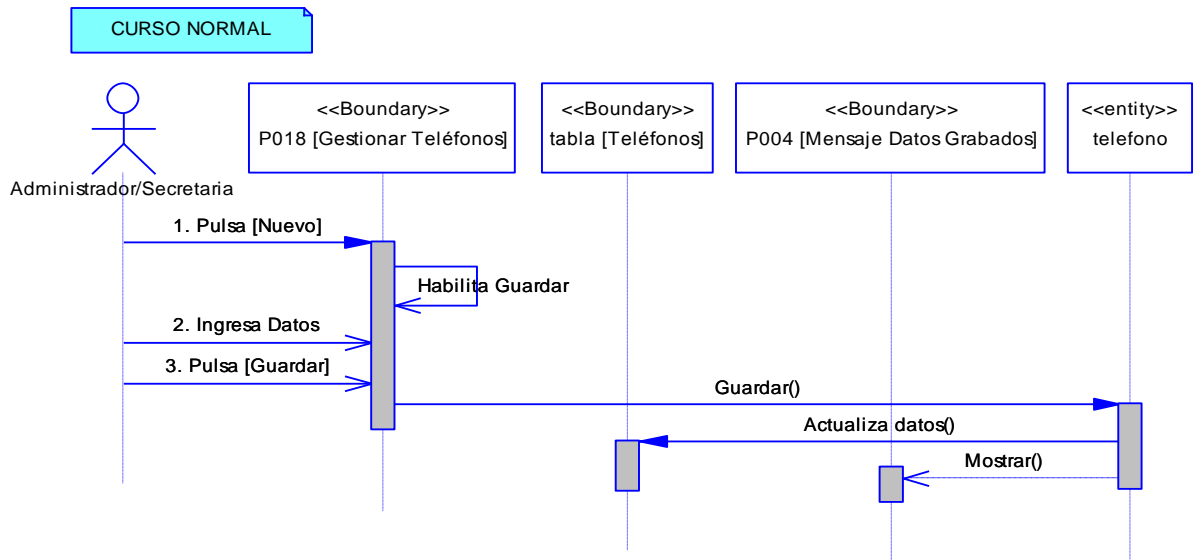 CURSO NORMAL
<<Boundary>>
P018 [Gestionar Teléfonos]
<<Boundary>>
tabla [Teléfonos]
<<Boundary>>
P004 [Mensaje Datos Grabados]
<<entity>>
telefono
Administrador/Secretaria
1. Pulsa [Nuevo]
Habilita Guardar
2. Ingresa Datos
3. Pulsa [Guardar]
Guardar()
Actualiza datos()
Mostrar()